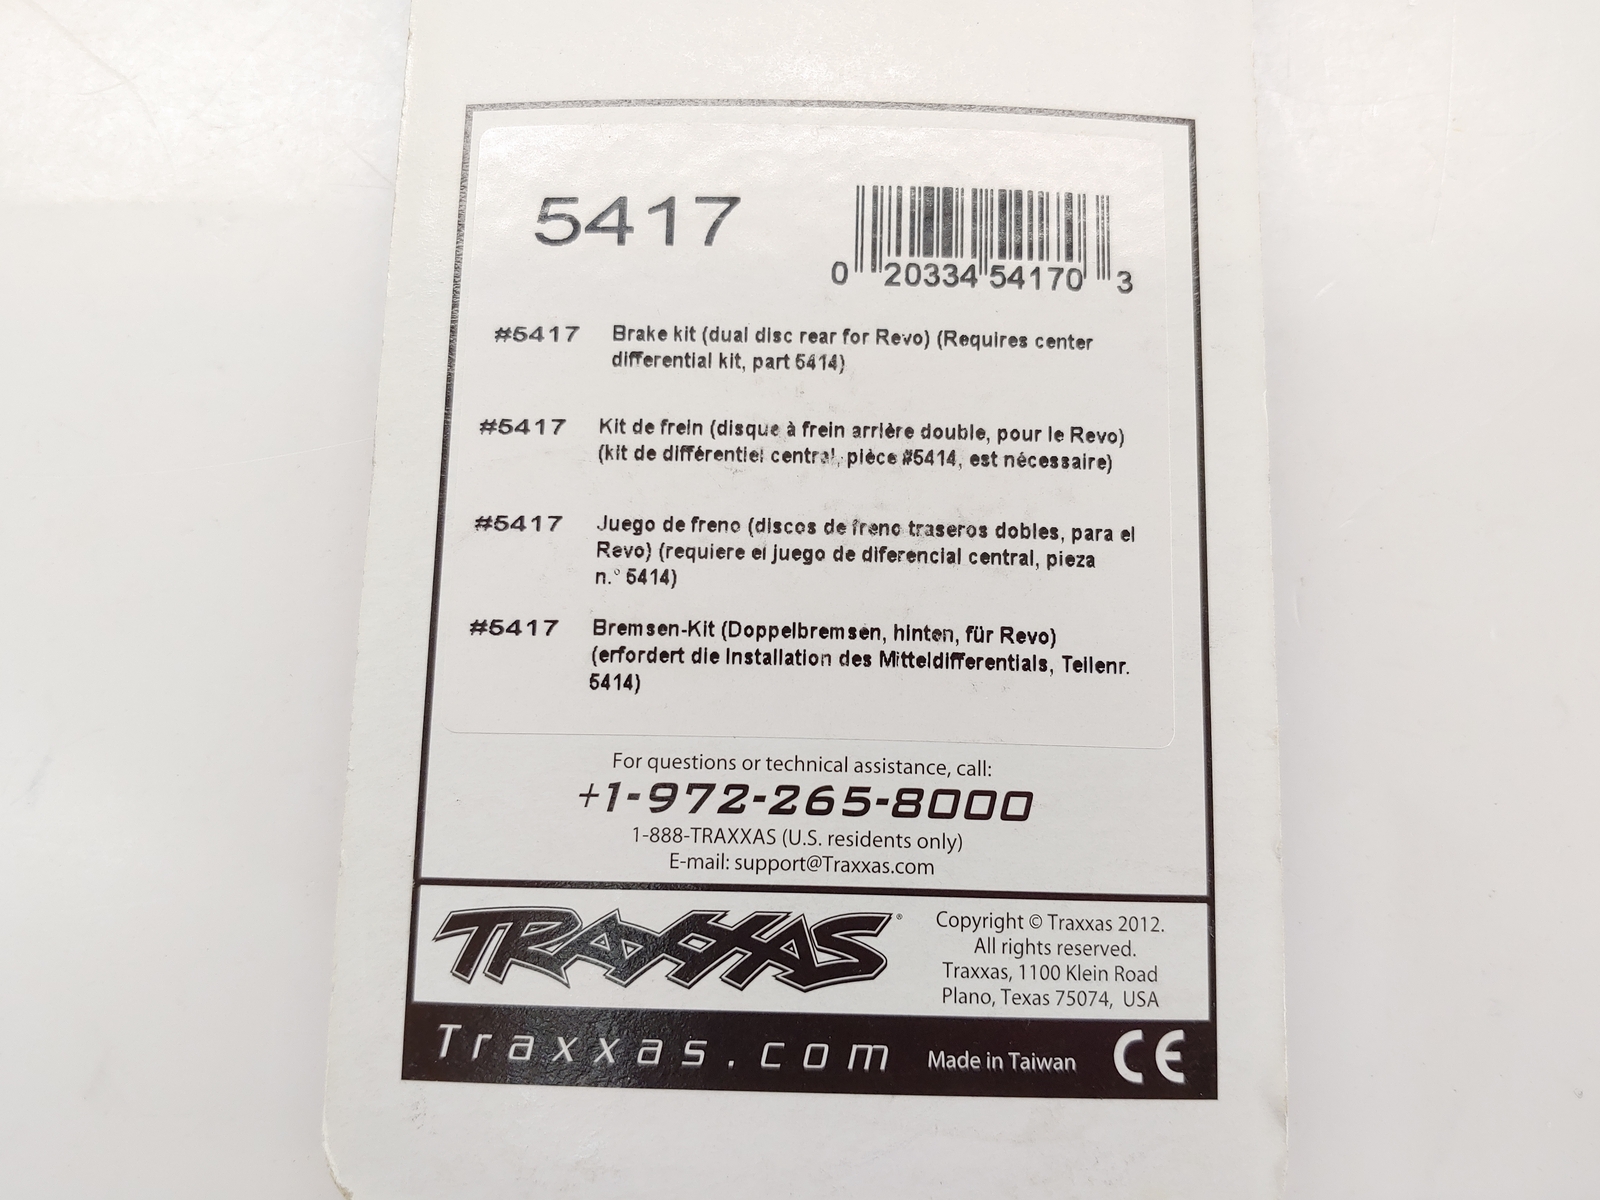 5417
0 20334 54170 3
#5417 Brake kit (dual disc rear for Revo) (Requires center
differential kit, part 5414)
#5417 Kit de frein (disque à frein arrière double, pour le Revo)
(kit de différentiel central, pièce #5414, est nécessaire)
#5417 Juego de freno (discos de freno traseros dobles, para el
Revo) (requiere el juego de diferencial central, pieza
n.° 5414)
#5417 Bremsen-Kit (Doppelbremsen, hinten, für Revo)
(erfordert die Installation des Mitteldifferentials, Teilenr.
5414)
For questions or technical assistance, call:
+1-972-265-8000
1-888-TRAXXAS (U.S. residents only)
E-mail: support@Traxxas.com
TRAXXAS®
Copyright © Traxxas 2012.
All rights reserved.
Traxxas, 1100 Klein Road
Plano, Texas 75074, USA
Traxxas.com
Made in Taiwan
CE